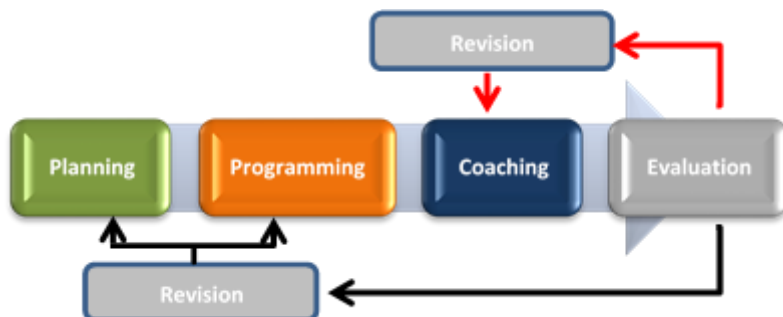 Revision
Planning
Programming
Coaching
Evaluation
Revision